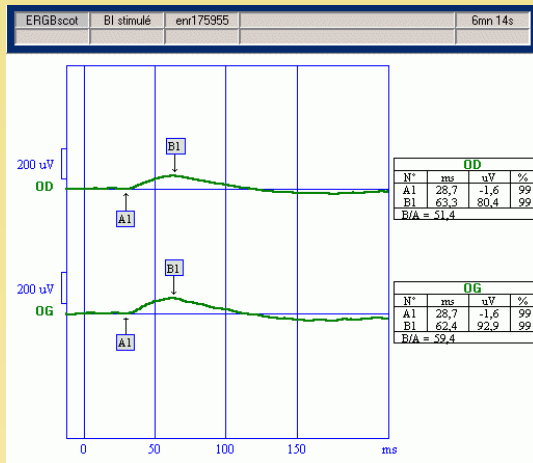 ERGBscot Bl stimulé enr175955 6mn 14s
B1
200 uV
OD
A1
OD
N° ms uV %
A1 28,7 -1,6 99
B1 63,3 80,4 99
B/A = 51,4
B1
200 uV
OG
A1
OG
N° ms uV %
A1 28,7 -1,6 99
B1 62,4 92,9 99
B/A = 59,4
0 50 100 150 ms